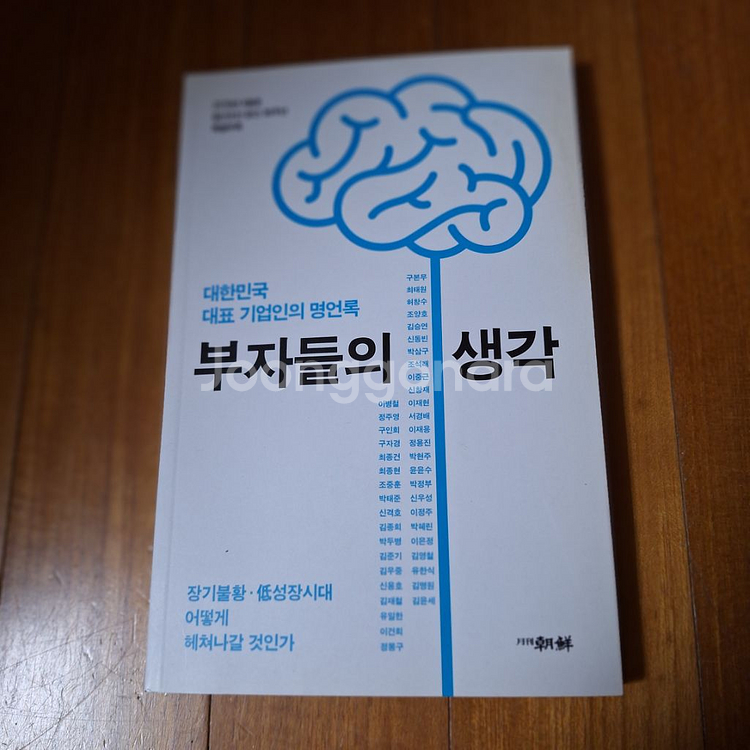 대한민국
대표 기업인의 명언록
부자들의 생각
구본무
최태원
허창수
조양호
김승연
신동빈
박삼구
조석래
이중근
신창재
이병철 이재현
정주영 서경배
구인회 이재용
구자경 정용진
최종건 박현주
최종현 윤윤수
조중훈 박정부
박태준 신우성
신격호 이정주
김종희 박혜린
박두병 이은정
김준기 김영철
김우중 유한식
신용호
김재철 김윤세
유일한
이건희
정몽구
장기불황·低성장시대
어떻게
헤쳐나갈 것인가
月刊朝鮮
Joonggonara